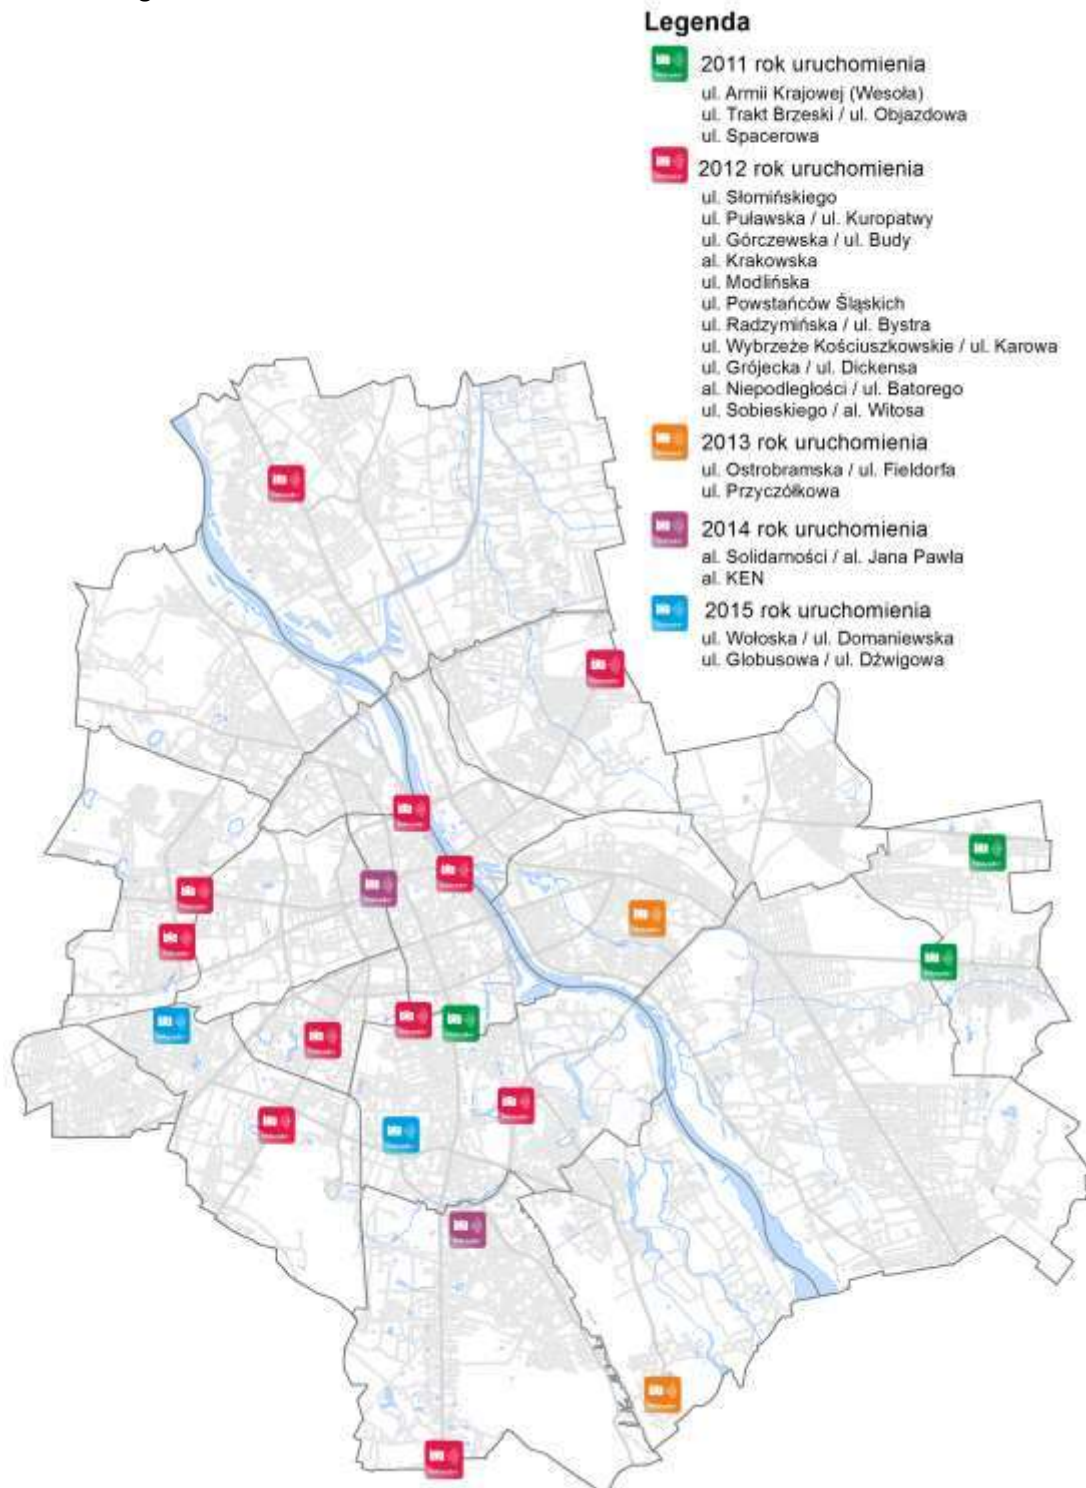 Legenda
2011 rok uruchomienia
ul. Armii Krajowej (Wesoła)
ul. Trakt Brzeski / ul. Objazdowa
ul. Spacerowa
2012 rok uruchomienia
ul. Słomińskiego
ul. Puławska / ul. Kuropatwy
ul. Górczewska / ul. Budy
al. Krakowska
ul. Modlińska
ul. Powstańców Śląskich
ul. Radzymińska / ul. Bystra
ul. Wybrzeże Kościuszkowskie / ul. Karowa
ul. Grójecka / ul. Dickensa
al. Niepodległości / ul. Batorego
ul. Sobieskiego / al. Witosa
2013 rok uruchomienia
ul. Ostrobramska / ul. Fieldorfa
ul. Przyczółkowa
2014 rok uruchomienia
al. Solidarności / al. Jana Pawła
al. KEN
2015 rok uruchomienia
ul. Wołoska / ul. Domaniewska
ul. Globusowa / ul. Dźwigowa